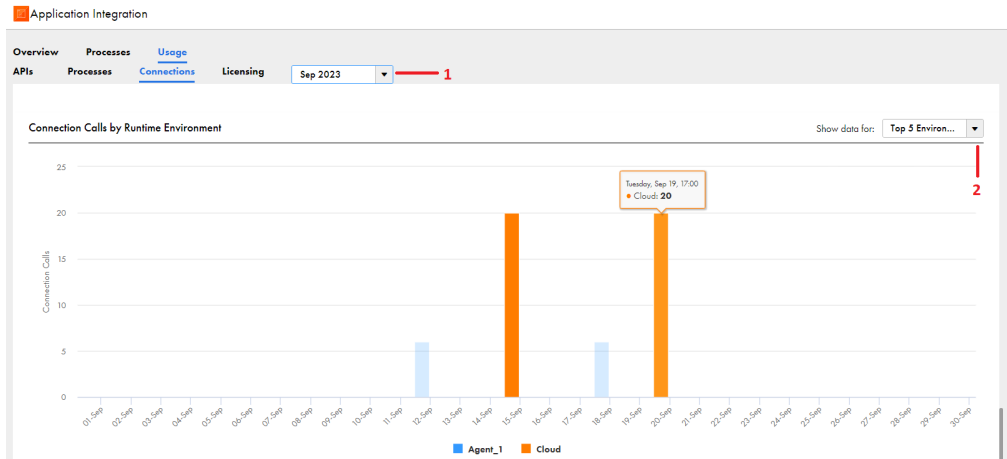 Application Integration
Overview Processes Usage
APIs Processes Connections Licensing Sep 2023 1
Connection Calls by Runtime Environment Show data for: Top 5 Environ...
2
Tuesday, Sep 19, 17:00
Cloud: 20
Connection Calls
25
20
15
10
5
0
01-Sep 02-Sep 03-Sep 04-Sep 05-Sep 06-Sep 07-Sep 08-Sep 09-Sep 10-Sep 11-Sep 12-Sep 13-Sep 14-Sep 15-Sep 16-Sep 17-Sep 18-Sep 19-Sep 20-Sep 22-Sep 23-Sep 24-Sep 25-Sep 26-Sep 27-Sep 28-Sep 29-Sep 30-Sep
Agent_1 Cloud